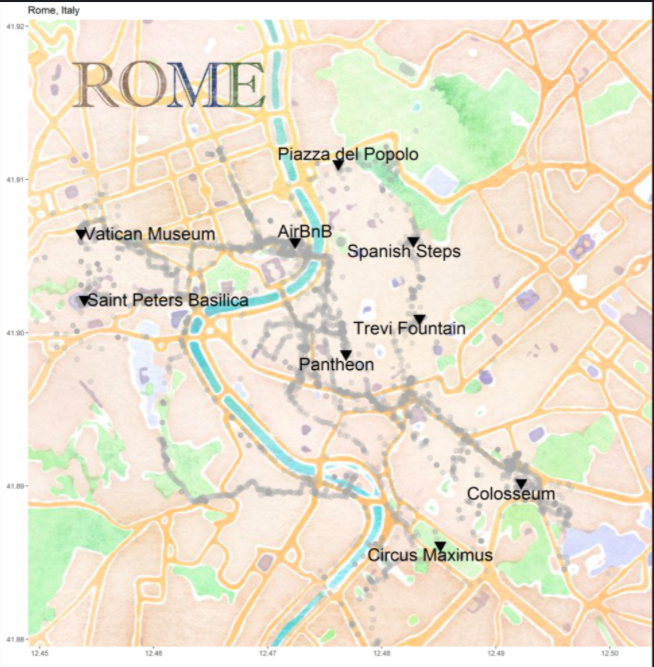 Rome, Italy
41.92
ROME
Piazza del Popolo
41.91
AirBnB
Vatican Museum
Spanish Steps
Saint Peters Basilica
Trevi Fountain
41.90
Pantheon
41.89
Colosseum
Circus Maximus
41.88
12.45 12.46 12.47 12.48 12.49 12.50